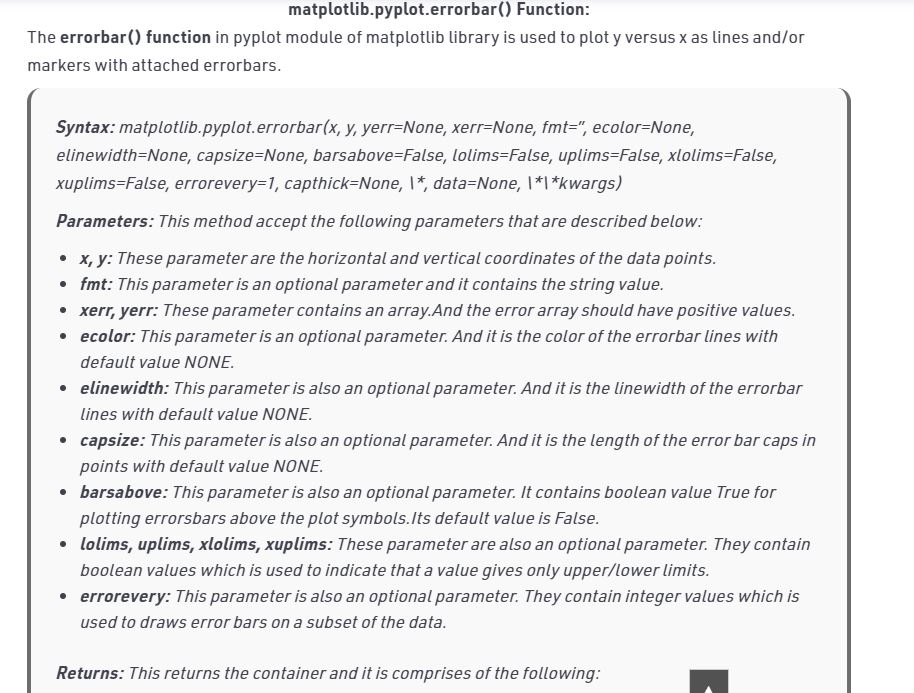 matplotlib.pyplot.errorbar() Function:
The errorbar() function in pyplot module of matplotlib library is used to plot y versus x as lines and/or
markers with attached errorbars.
Syntax: matplotlib.pyplot.errorbar(x, y, yerr=None, xerr=None, fmt=”, ecolor=None,
elinewidth=None, capsize=None, barsabove=False, lolims=False, uplims=False, xlolims=False,
xuplims=False, errorevery=1, capthick=None, \*, data=None, \*\*kwargs)
Parameters: This method accept the following parameters that are described below:
• x, y: These parameter are the horizontal and vertical coordinates of the data points.
• fmt: This parameter is an optional parameter and it contains the string value.
• xerr, yerr: These parameter contains an array.And the error array should have positive values.
• ecolor: This parameter is an optional parameter. And it is the color of the errorbar lines with
default value NONE.
• elinewidth: This parameter is also an optional parameter. And it is the linewidth of the errorbar
lines with default value NONE.
• capsize: This parameter is also an optional parameter. And it is the length of the error bar caps in
points with default value NONE.
• barsabove: This parameter is also an optional parameter. It contains boolean value True for
plotting errorsbars above the plot symbols.Its default value is False.
• lolims, uplims, xlolims, xuplims: These parameter are also an optional parameter. They contain
boolean values which is used to indicate that a value gives only upper/lower limits.
• errorevery: This parameter is also an optional parameter. They contain integer values which is
used to draws error bars on a subset of the data.
Returns: This returns the container and it is comprises of the following: